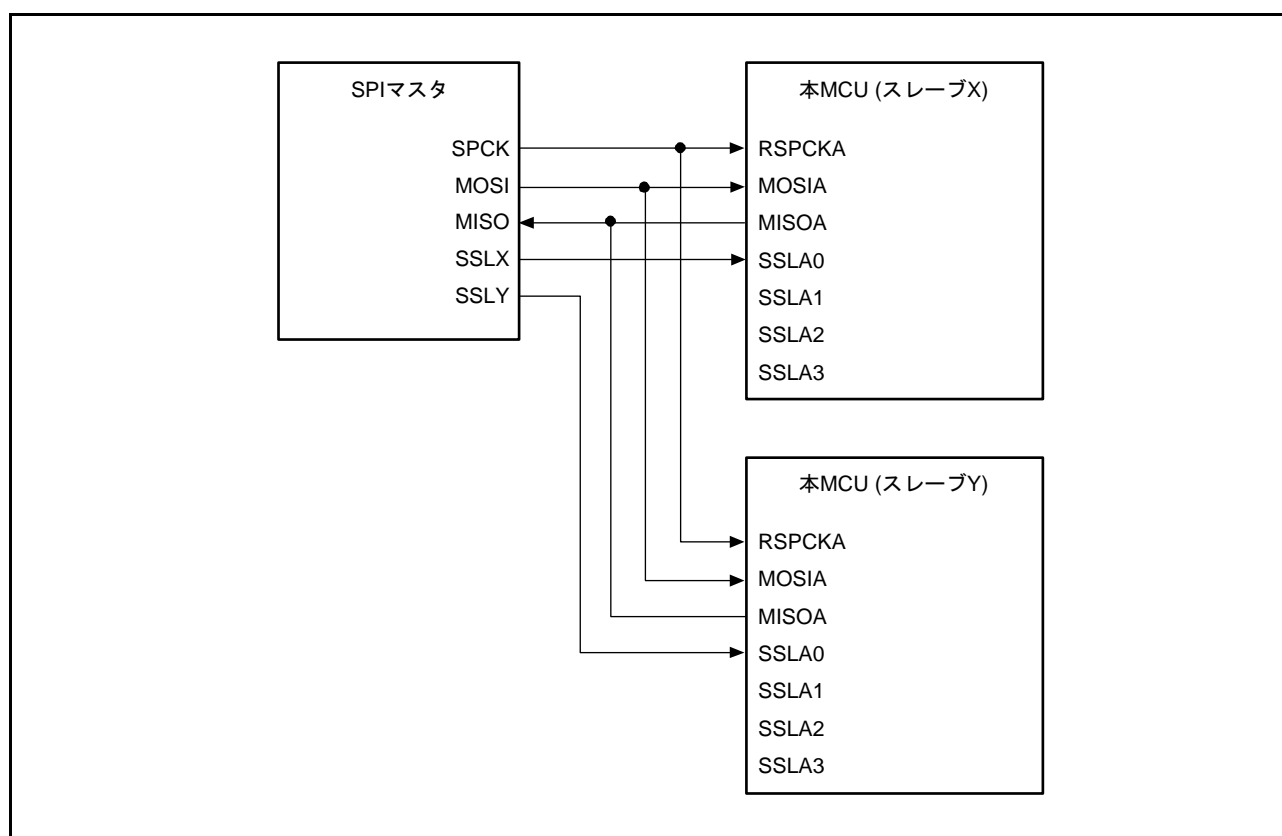 SPIマスタ
SPCK
MOSI
MISO
SSLX
SSLY
本MCU (スレーブX)
RSPCKA
MOSIA
MISOA
SSLA0
SSLA1
SSLA2
SSLA3
本MCU (スレーブY)
RSPCKA
MOSIA
MISOA
SSLA0
SSLA1
SSLA2
SSLA3